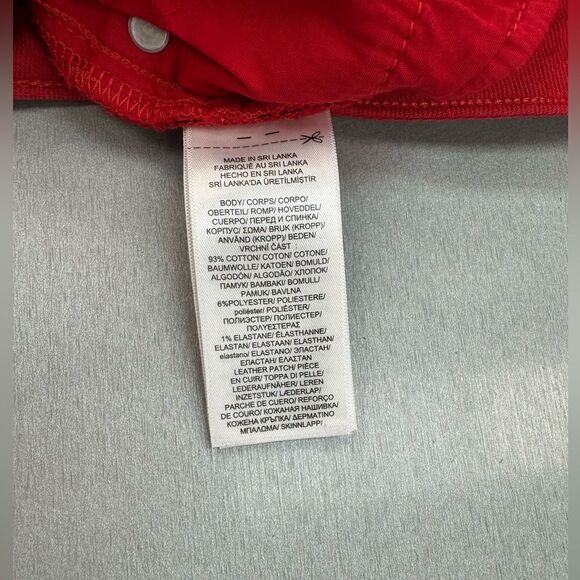 MADE IN SRI LANKA
FABRIQUÉ AU SRI LANKA
HECHO EN SRI LANKA
SRİ LANKA'DA ÜRETİLMİŞTİR
BODY/ CORPS/ CORPO/
OBERTEIL/ ROMP/ HOVEDDEL/
CUERPO/ ПЕРЕД И СПИНКА/
КОРПУС/ ΣΩΜΑ/ BRUK (KROPP)/
ANVÄND (KROPP)/ BEDEN/
VRCHNÍ ČÁST :
93% COTTON/ COTON/ COTONE/
BAUMWOLLE/ KATOEN/ BOMULD/
ALGODÓN/ ALGODÃO/ ХЛОПОК/
ПАМУК/ ΒΑΜΒΑΚΙ/ BOMULL/
PAMUK/ BAVLNA
6%POLYESTER/ POLIESTERE/
poliéster/ POLIESTER/
ПОЛИЭСТЕР/ ПОЛИЕСТЕР/
ΠΟΛΥΕΣΤΕΡΑΣ
1% ELASTANE/ ÉLASTHANNE/
ELASTAN/ ELASTAAN/ ELASTHAN/
elastano/ ELASTANO/ ЭЛАСТАН/
ЕЛАСТАН/ ΕΛΑΣΤΑΝ
LEATHER PATCH/ PIÈCE
EN CUIR/ TOPPA DI PELLE/
LEDERAUFNÄHER/ LEREN
INZETSTUK/ LÆDERLAP/
PARCHE DE CUERO/ REFORÇO
DE COURO/ КОЖАНАЯ НАШИВКА/
КОЖЕНА КРЪПКА/ ΔΕΡΜΑΤΙΝΟ
ΜΠΑΛΩΜΑ/ SKINNLAPP/